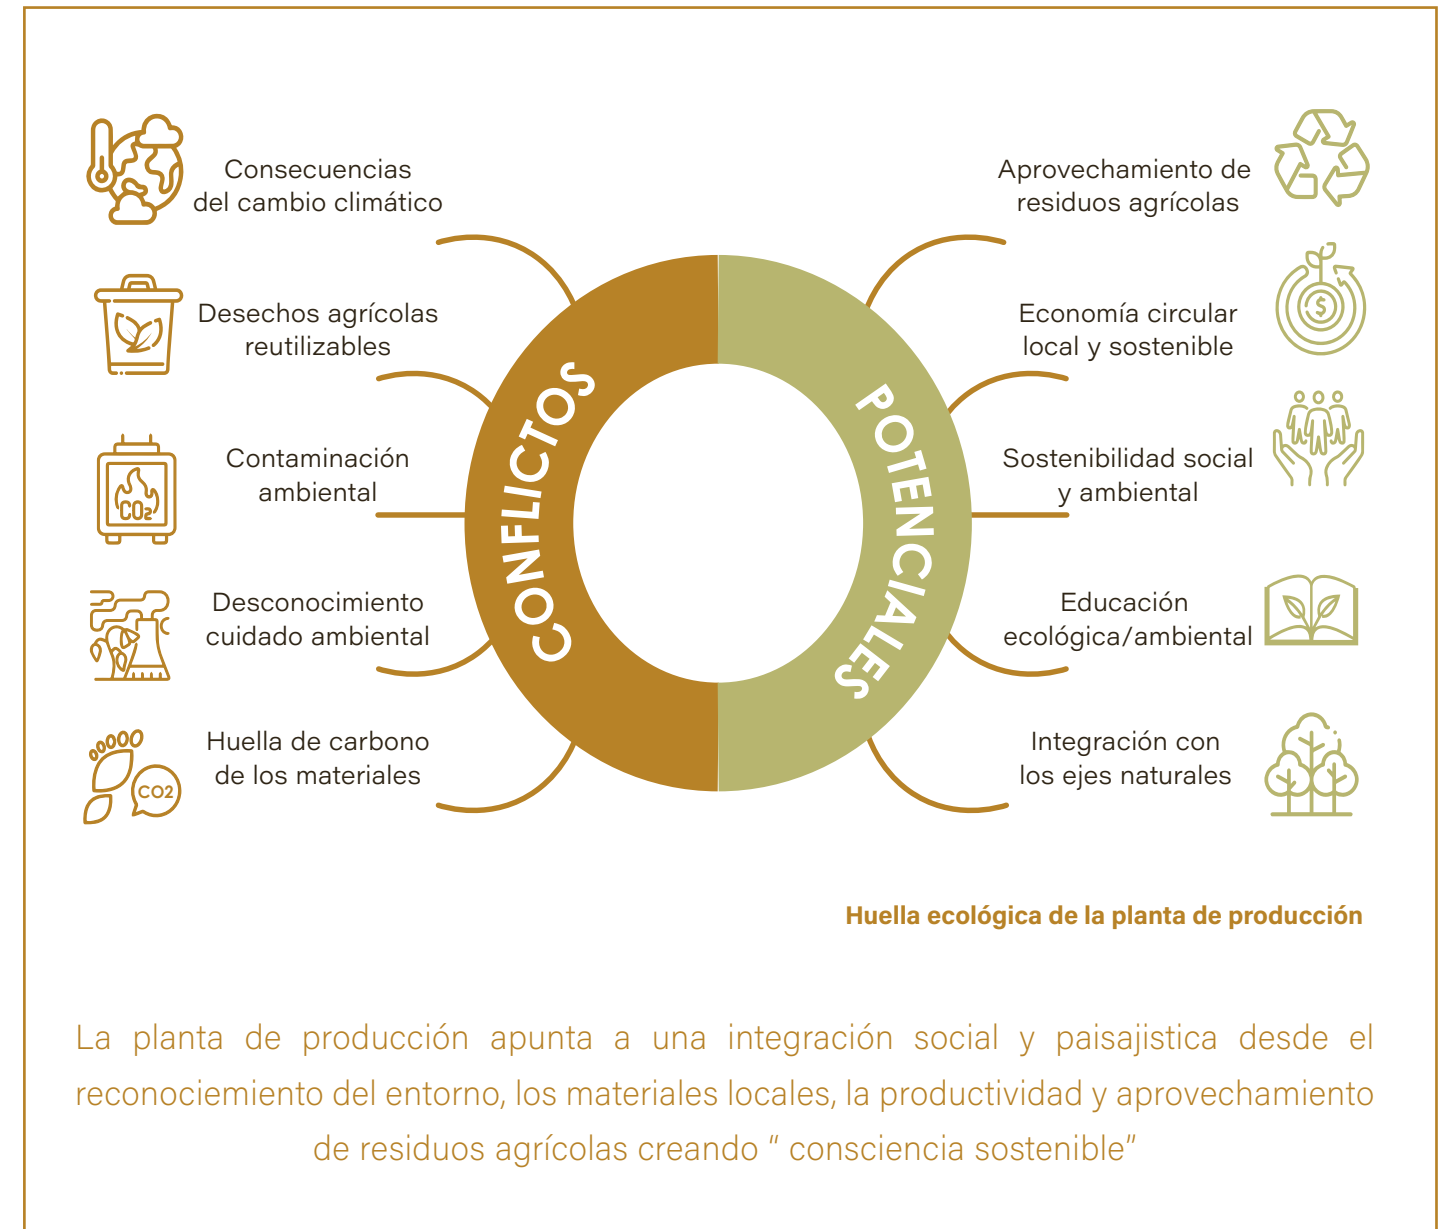 Consecuencias
del cambio climático
Desechos agrícolas
reutilizables
Contaminación
ambiental
CO₂
Desconocimiento
cuidado ambiental
Huella de carbono
de los materiales
CO2
CONFLICTOS
POTENCIALES
Aprovechamiento de
residuos agrícolas
Economía circular
local y sostenible
$
Sostenibilidad social
y ambiental
Educación
ecológica/ambiental
Integración con
los ejes naturales
Huella ecológica de la planta de producción
La planta de producción apunta a una integración social y paisajistica desde el
reconociemiento del entorno, los materiales locales, la productividad y aprovechamiento
de residuos agrícolas creando “ consciencia sostenible”